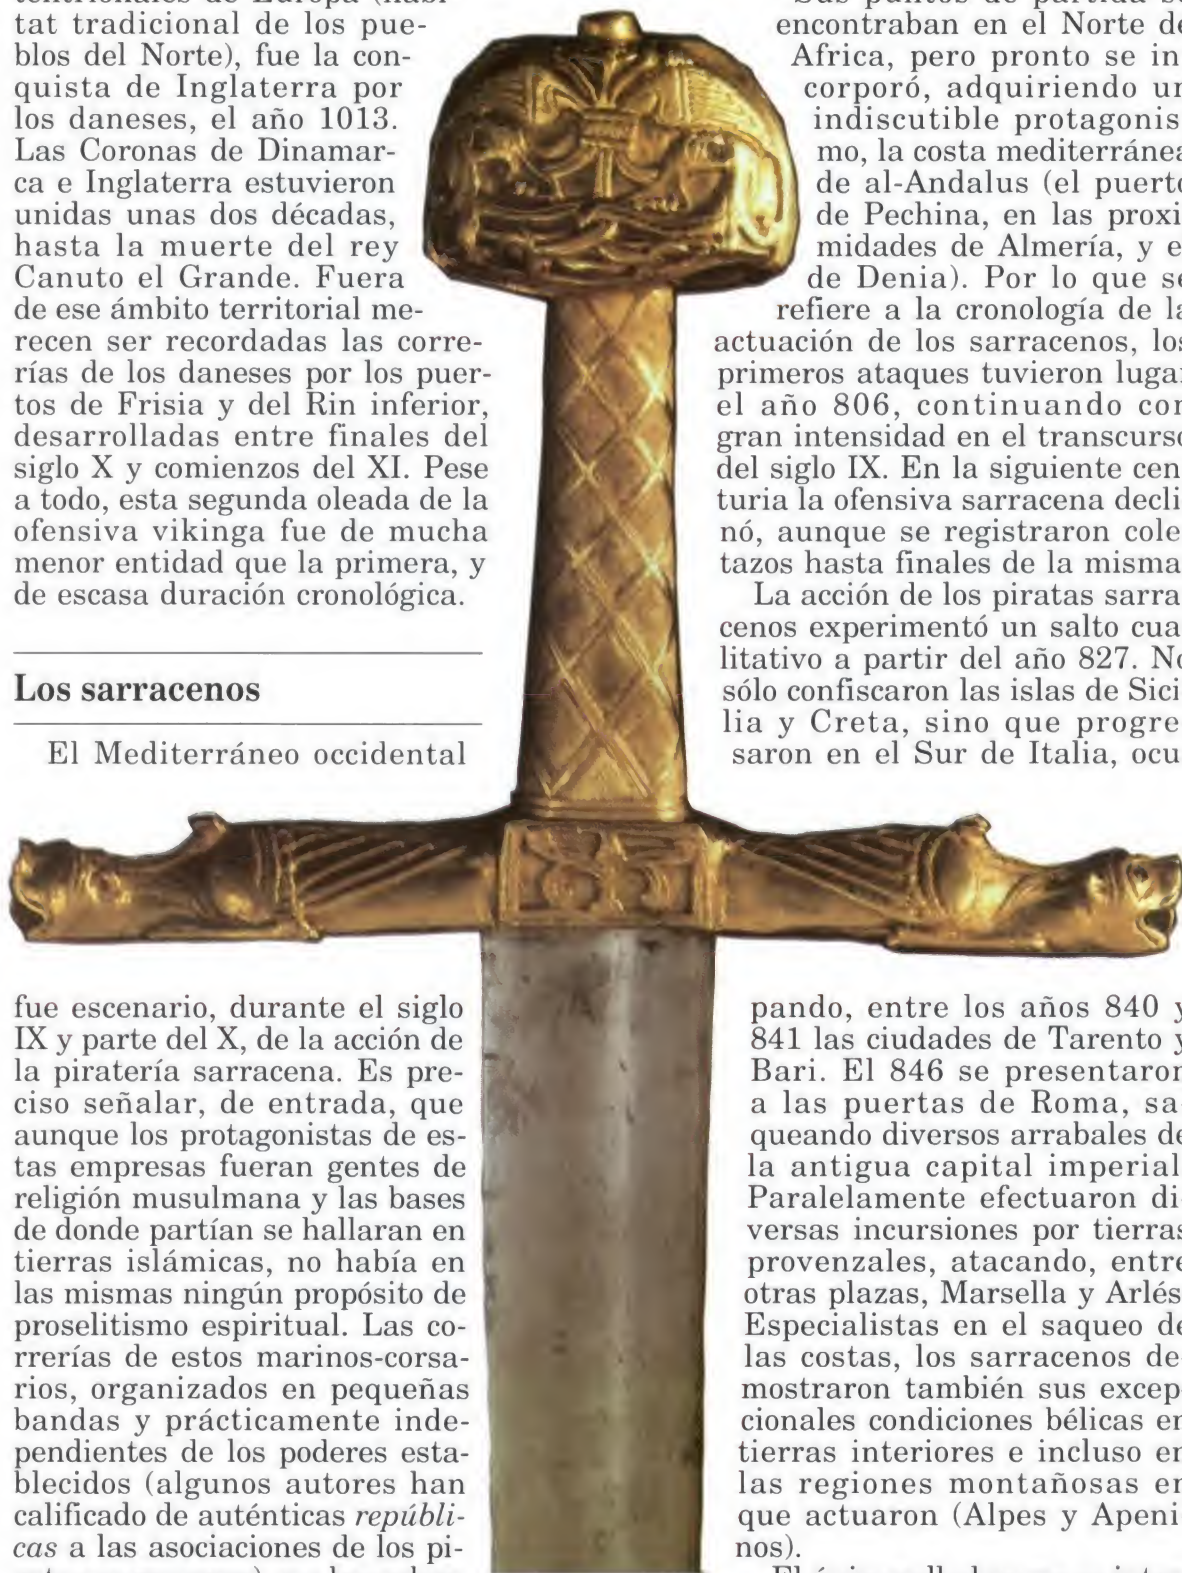 tentrionales de Europa (hábi-
tat tradicional de los pue-
blos del Norte), fue la con-
quista de Inglaterra por
los daneses, el año 1013.
Las Coronas de Dinamar-
ca e Inglaterra estuvieron
unidas unas dos décadas,
hasta la muerte del rey
Canuto el Grande. Fuera
de ese ámbito territorial me-
recen ser recordadas las corre-
rías de los daneses por los puer-
tos de Frisia y del Rin inferior,
desarrolladas entre finales del
siglo X y comienzos del XI. Pese
a todo, esta segunda oleada de la
ofensiva vikinga fue de mucha
menor entidad que la primera, y
de escasa duración cronológica.
Los sarracenos
El Mediterráneo occidental
fue escenario, durante el siglo
IX y parte del X, de la acción de
la piratería sarracena. Es pre-
ciso señalar, de entrada, que
aunque los protagonistas de es-
tas empresas fueran gentes de
religión musulmana y las bases
de donde partían se hallaran en
tierras islámicas, no había en
las mismas ningún propósito de
proselitismo espiritual. Las co-
rrerías de estos marinos-corsa-
rios, organizados en pequeñas
bandas y prácticamente inde-
pendientes de los poderes esta-
blecidos (algunos autores han
calificado de auténticas repúbli-
cas a las asociaciones de los pi-
Sus puntos de partida se
encontraban en el Norte de
Africa, pero pronto se in-
corporó, adquiriendo un
indiscutible protagonis-
mo, la costa mediterránea
de al-Andalus (el puerto
de Pechina, en las proxi-
midades de Almería, y el
de Denia). Por lo que se
refiere a la cronología de la
actuación de los sarracenos, los
primeros ataques tuvieron lugar
el año 806, continuando con
gran intensidad en el transcurso
del siglo IX. En la siguiente cen-
turia la ofensiva sarracena decli-
nó, aunque se registraron cole-
tazos hasta finales de la misma.
La acción de los piratas sarra-
cenos experimentó un salto cua-
litativo a partir del año 827. No
sólo confiscaron las islas de Sici-
lia y Creta, sino que progre-
saron en el Sur de Italia, ocu-
pando, entre los años 840 y
841 las ciudades de Tarento y
Bari. El 846 se presentaron
a las puertas de Roma, sa-
queando diversos arrabales de
la antigua capital imperial.
Paralelamente efectuaron di-
versas incursiones por tierras
provenzales, atacando, entre
otras plazas, Marsella y Arlés.
Especialistas en el saqueo de
las costas, los sarracenos de-
mostraron también sus excep-
cionales condiciones bélicas en
tierras interiores e incluso en
las regiones montañosas en
que actuaron (Alpes y Apeni-
nos).